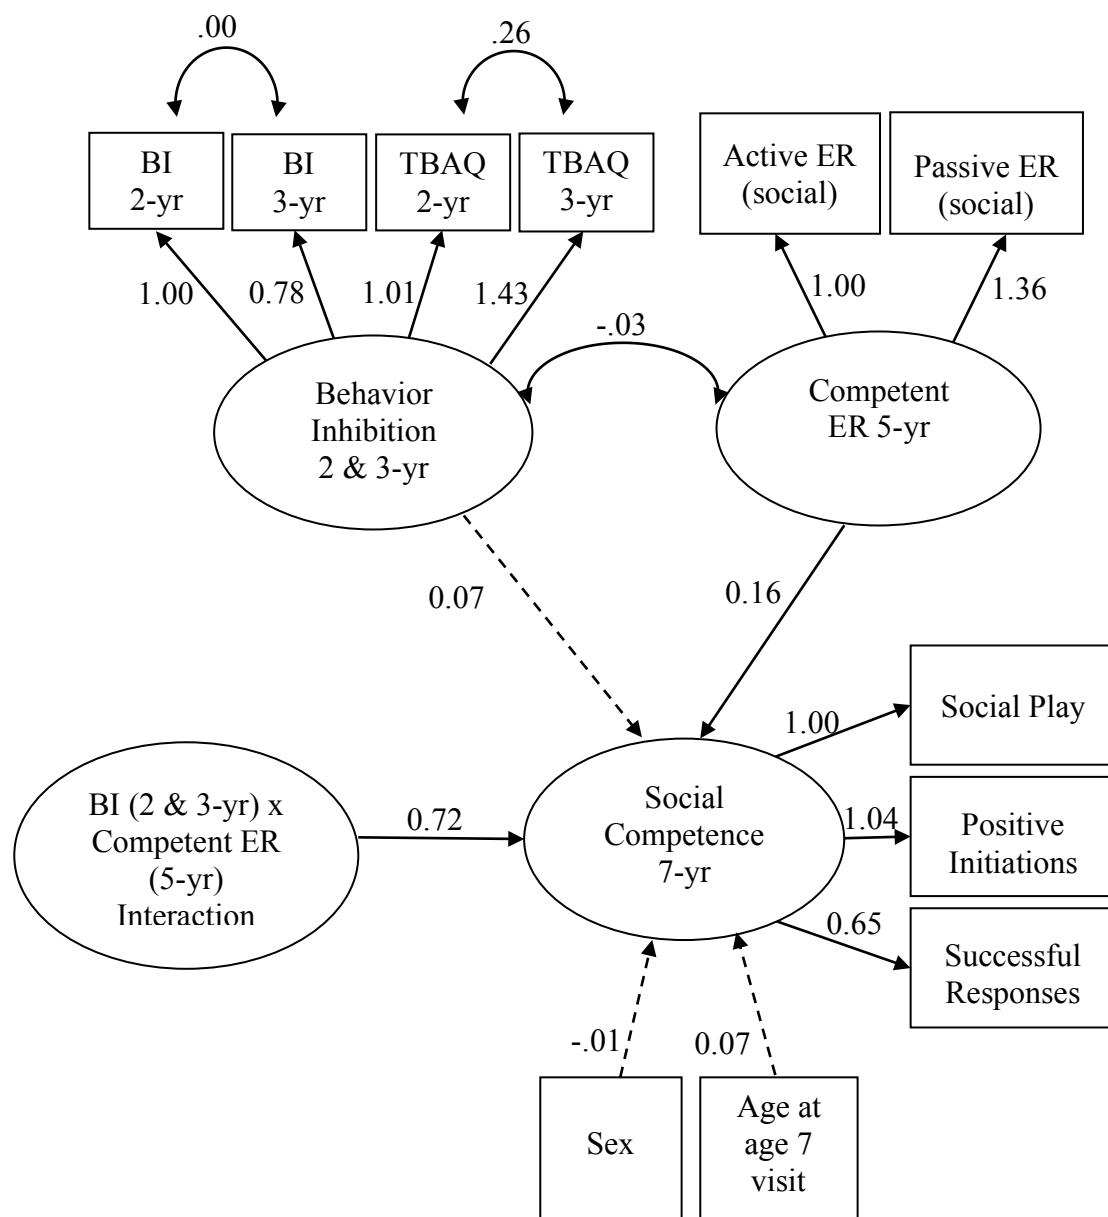 .00
.26
BI
2-yr
BI
3-yr
TBAQ
2-yr
TBAQ
3-yr
Active ER
(social)
Passive ER
(social)
1.00
0.78
1.01
1.43
1.00
1.36
-.03
Behavior
Inhibition
2 & 3-yr
Competent
ER 5-yr
0.07
0.16
Social Play
1.00
BI (2 & 3-yr) x
Competent ER
(5-yr)
Interaction
0.72
Social
Competence
7-yr
1.04
Positive
Initiations
0.65
Successful
Responses
-.01
0.07
Sex
Age at
age 7
visit